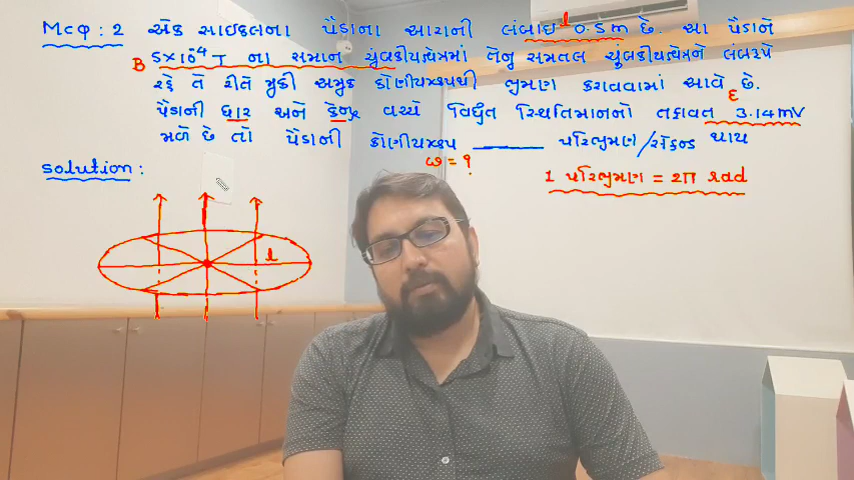 MCQ : 2 એક સાઇકલના પૈડાના આરાની લંબાઇ l 0.5m છે. આ પૈડાને
B 5×10⁻⁴ T ના સમાન ચુંબકીયક્ષેત્રમાં તેનુ સમતલ ચુંબકીયક્ષેત્રને લંબરૂપે
રહે તે રીતે મુકી અમુક કોણીયઝડપથી ભ્રમણ કરાવવામાં આવે છે.
પૈડાની ધાર અને કેન્દ્ર વચ્ચે વિદ્યુત સ્થિતિમાનનો તફાવત ε 3.14mV
મળે છે તો પૈડાની કોણીયઝડપ ______ પરિભ્રમણ/સેકન્ડ થાય
ω = ?
solution :
1 પરિભ્રમણ = 2π rad
l